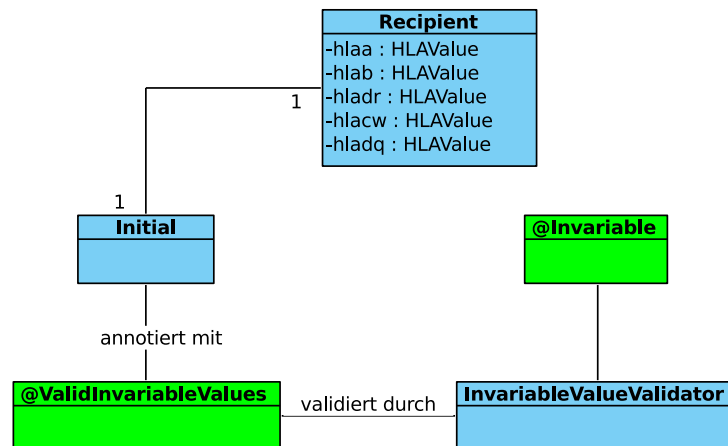 Recipient
-hlaa : HLAValue
-hlab : HLAValue
-hladr : HLAValue
-hlacw : HLAValue
-hladq : HLAValue
1
1
Initial
@Invariable
annotiert mit
@ValidInvariableValues
validiert durch
InvariableValueValidator